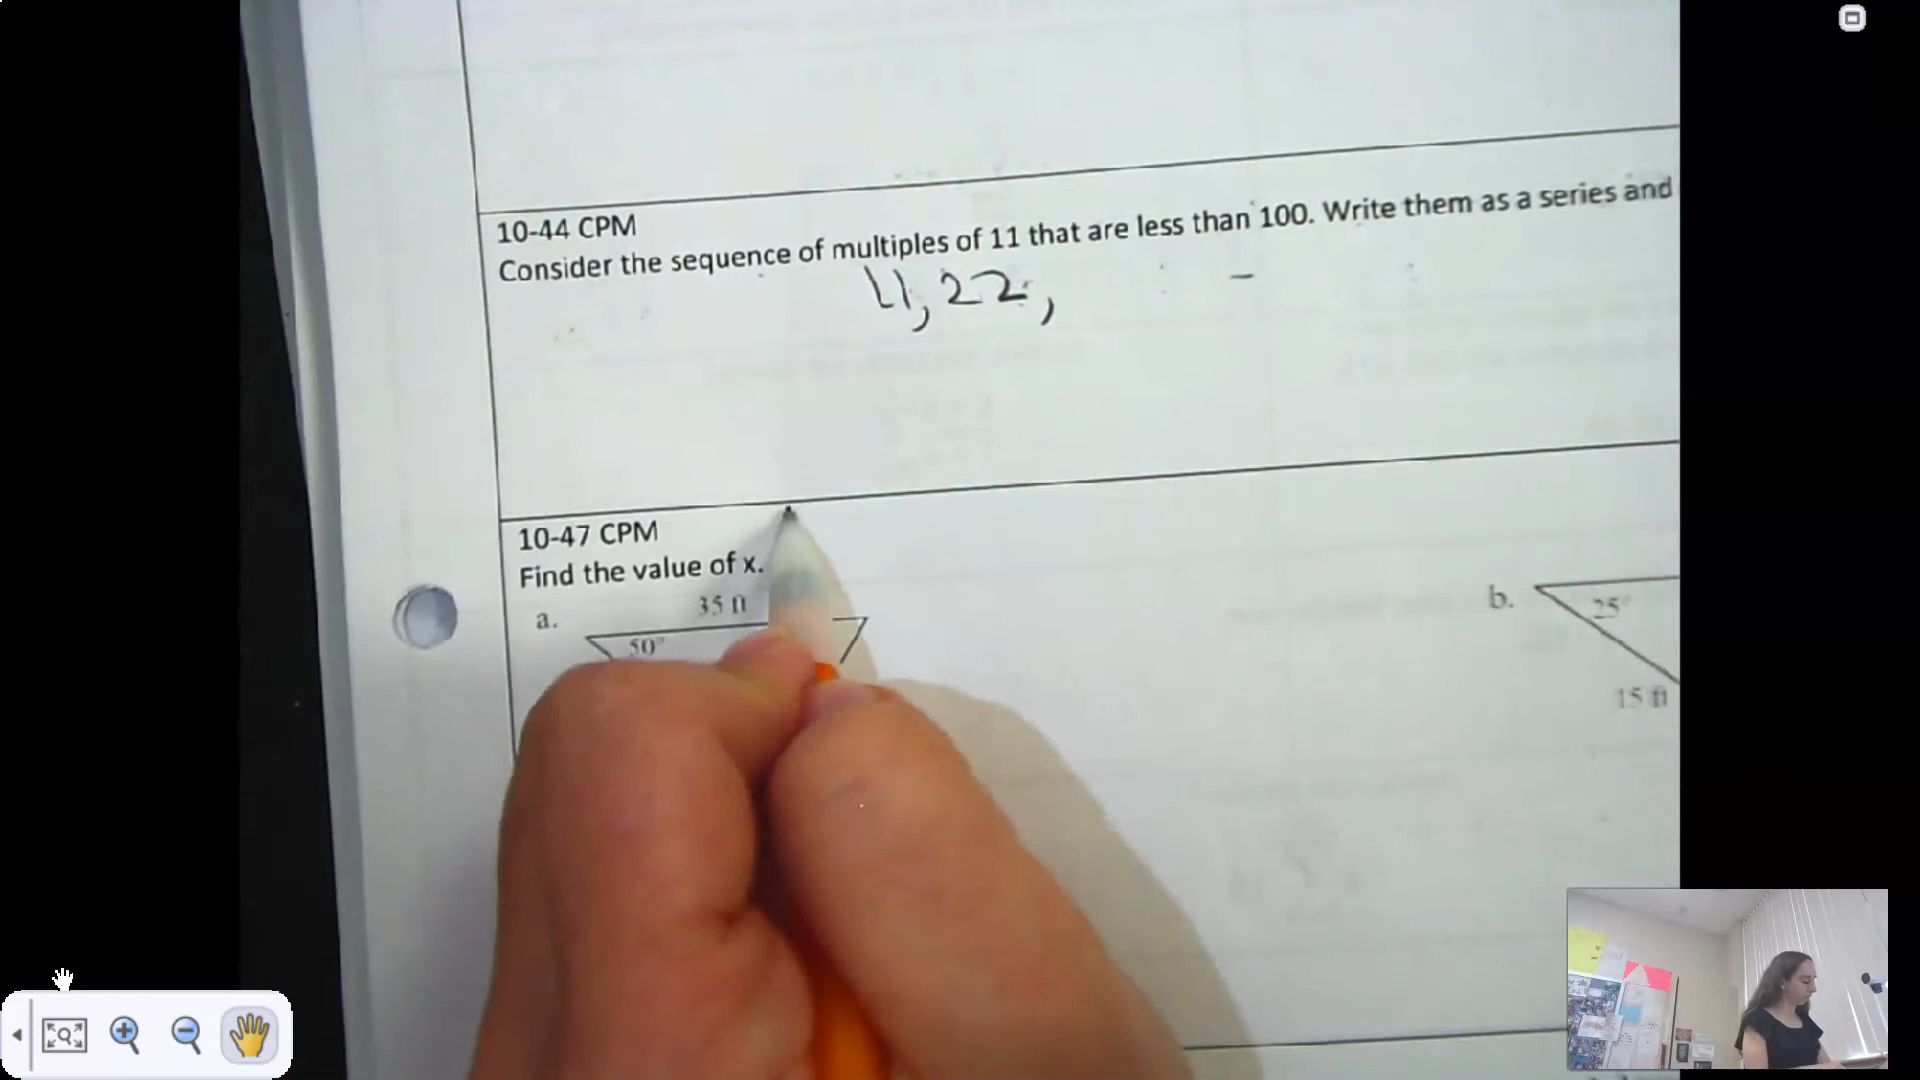 10-44 CPM
Consider the sequence of multiples of 11 that are less than 100. Write them as a series and
11, 22,
10-47 CPM
Find the value of x.
a.
35 ft
50°
b.
25°
15 ft